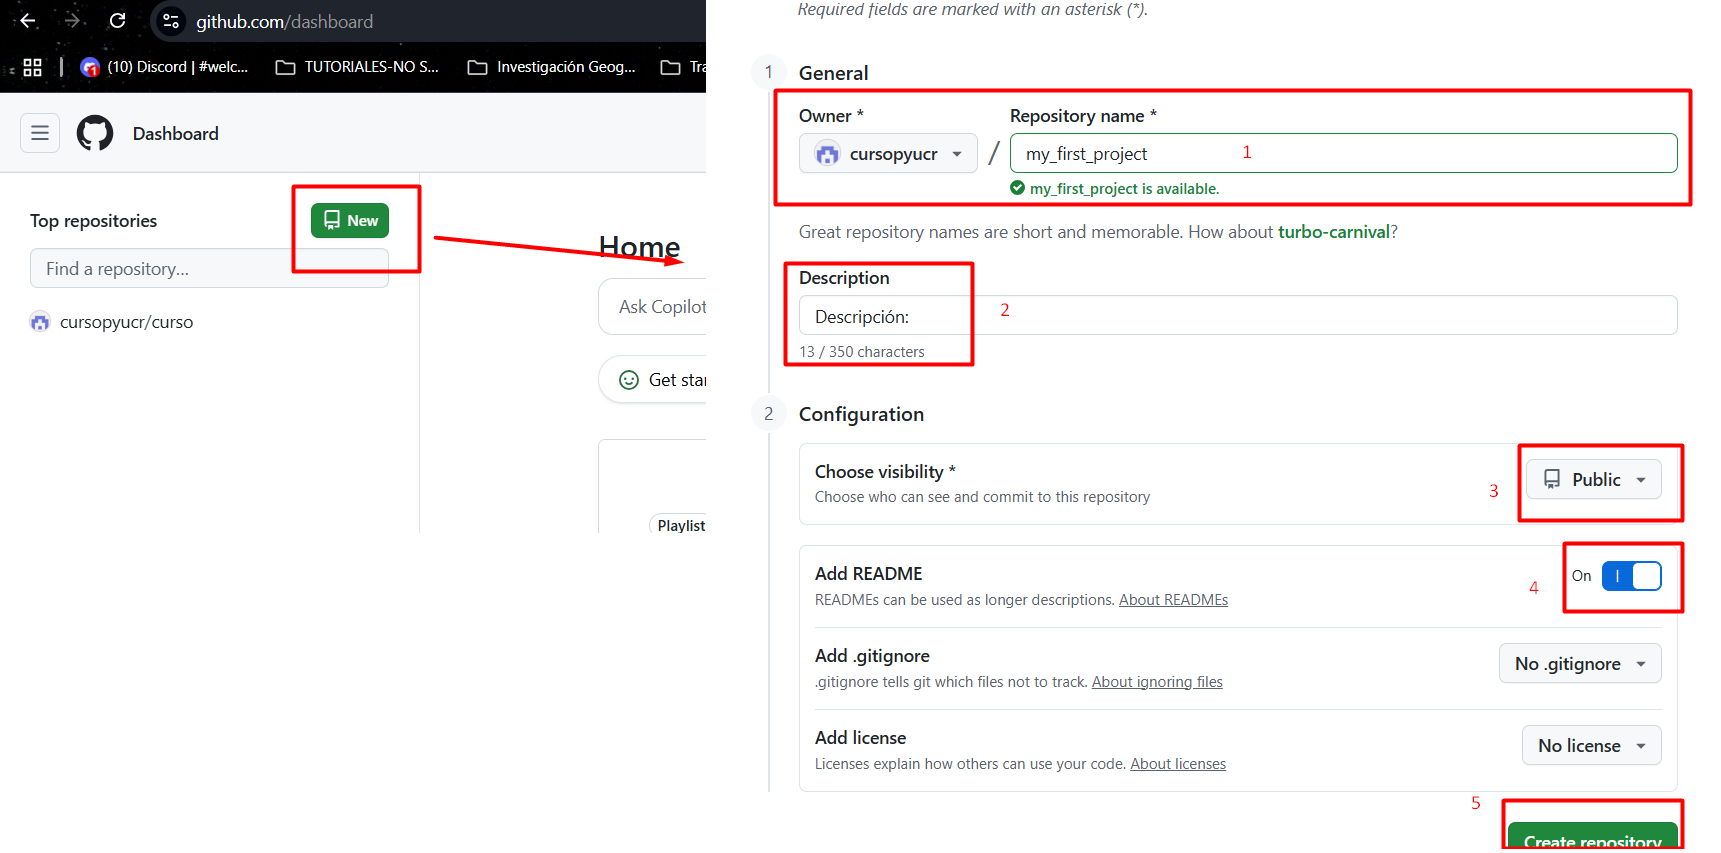 github.com/dashboard
(10) Discord | #welc...
TUTORIALES-NO S...
Investigación Geog...
Tra
Dashboard
Top repositories
New
Find a repository...
cursopyucr/curso
Home
Ask Copilot
Get star
Playlist
Required fields are marked with an asterisk (*).
1
General
Owner *
Repository name *
cursopyucr
/
my_first_project
1
my_first_project is available.
Great repository names are short and memorable. How about turbo-carnival?
Description
Descripción:
2
13 / 350 characters
2
Configuration
Choose visibility *
Choose who can see and commit to this repository
3
Public
Add README
READMEs can be used as longer descriptions. About READMEs
4
On
Add .gitignore
.gitignore tells git which files not to track. About ignoring files
No .gitignore
Add license
Licenses explain how others can use your code. About licenses
No license
5
Create repository